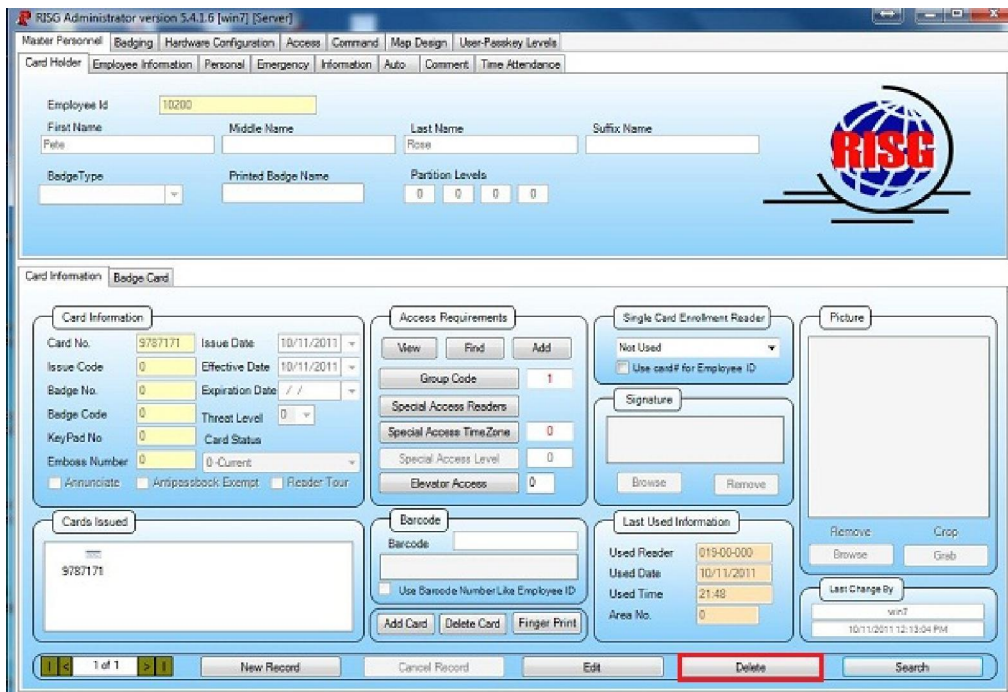 RISG Administrator version 5.4.1.6 [win7] [Server]
Master Personnel Badging Hardware Configuration Access Command Map Design User-Passkey Levels
Card Holder Employee Information Personal Emergency Information Auto Comment Time Attendance
Employee Id 10200
First Name Middle Name Last Name Suffix Name
Pete Rose
BadgeType Printed Badge Name Partition Levels
0 0 0 0
RISG
Card Information Badge Card
Card Information
Card No. 9787171 Issue Date 10/11/2011
Issue Code 0 Effective Date 10/11/2011
Badge No. 0 Expiration Date / /
Badge Code 0 Threat Level 0
KeyPad No 0 Card Status
Emboss Number 0 0-Current
Annunciate Antipassback Exempt Reader Tour
Access Requirements
View Find Add
Group Code 1
Special Access Readers
Special Access TimeZone 0
Special Access Level 0
Elevator Access 0
Single Card Enrollment Reader
Not Used
Use card# for Employee ID
Signature
Browse Remove
Picture
Remove Crop
Browse Grab
Cards Issued
9787171
Barcode
Barcode
Use Barcode Number Like Employee ID
Add Card Delete Card Finger Print
Last Used Information
Used Reader 019-00-000
Used Date 10/11/2011
Used Time 21:48
Area No. 0
Last Change By
win7
10/11/2011 12:13:04 PM
1 of 1 New Record Cancel Record Edit Delete Search